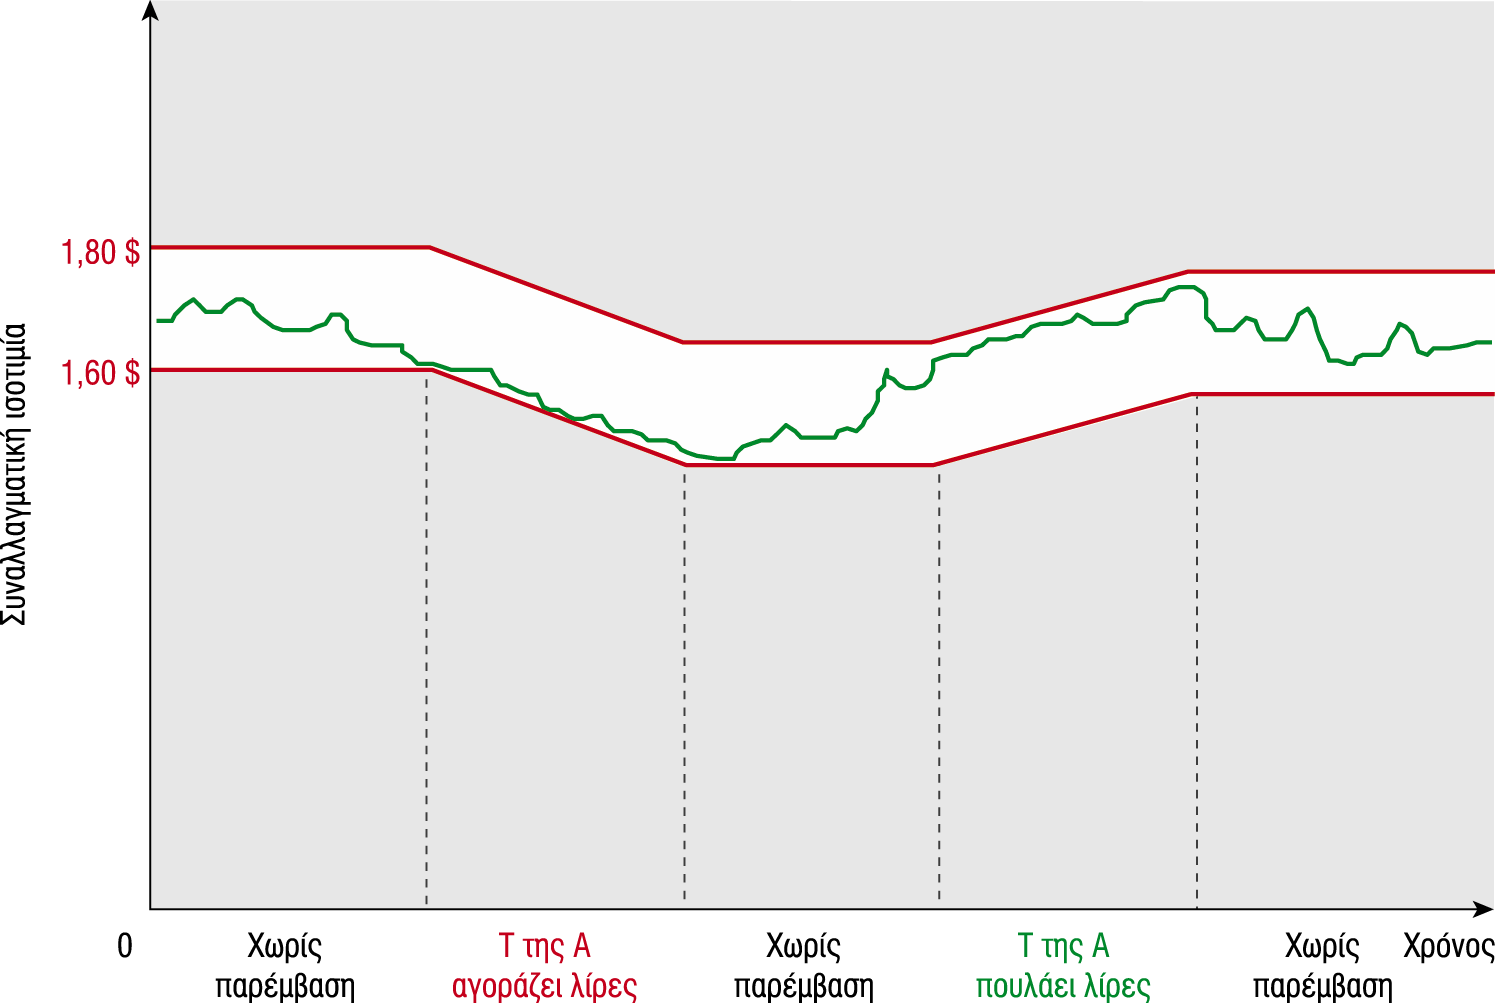 Συναλλαγματική ισοτιμία
1,80 $
1,60 $
0
Χωρίς
παρέμβαση
Τ της Α
αγοράζει λίρες
Χωρίς
παρέμβαση
Τ της Α
πουλάει λίρες
Χωρίς
παρέμβαση
Χρόνος